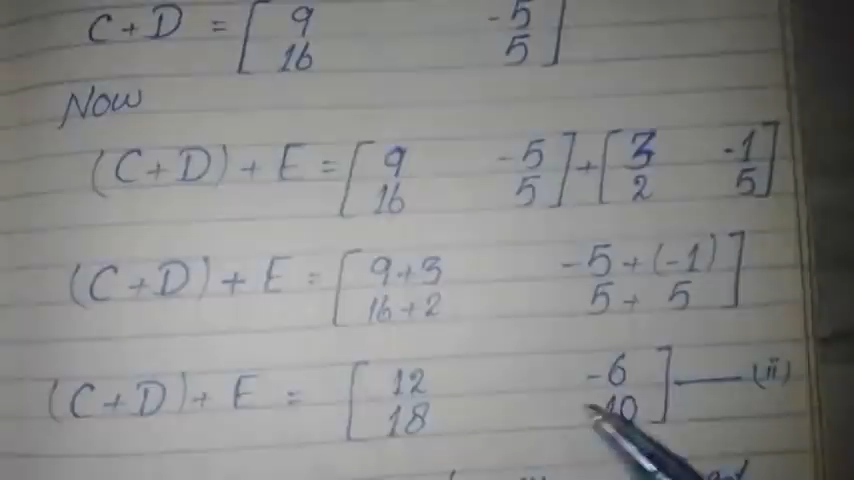 C+D = [ 9 -5
16 5 ]
Now
(C+D)+E = [ 9 -5 ] + [ 3 -1
16 5 2 5 ]
(C+D)+E = [ 9+3 -5+(-1)
16+2 5+ 5 ]
(C+D)+E = [ 12 -6 ] — (ii)
18 10